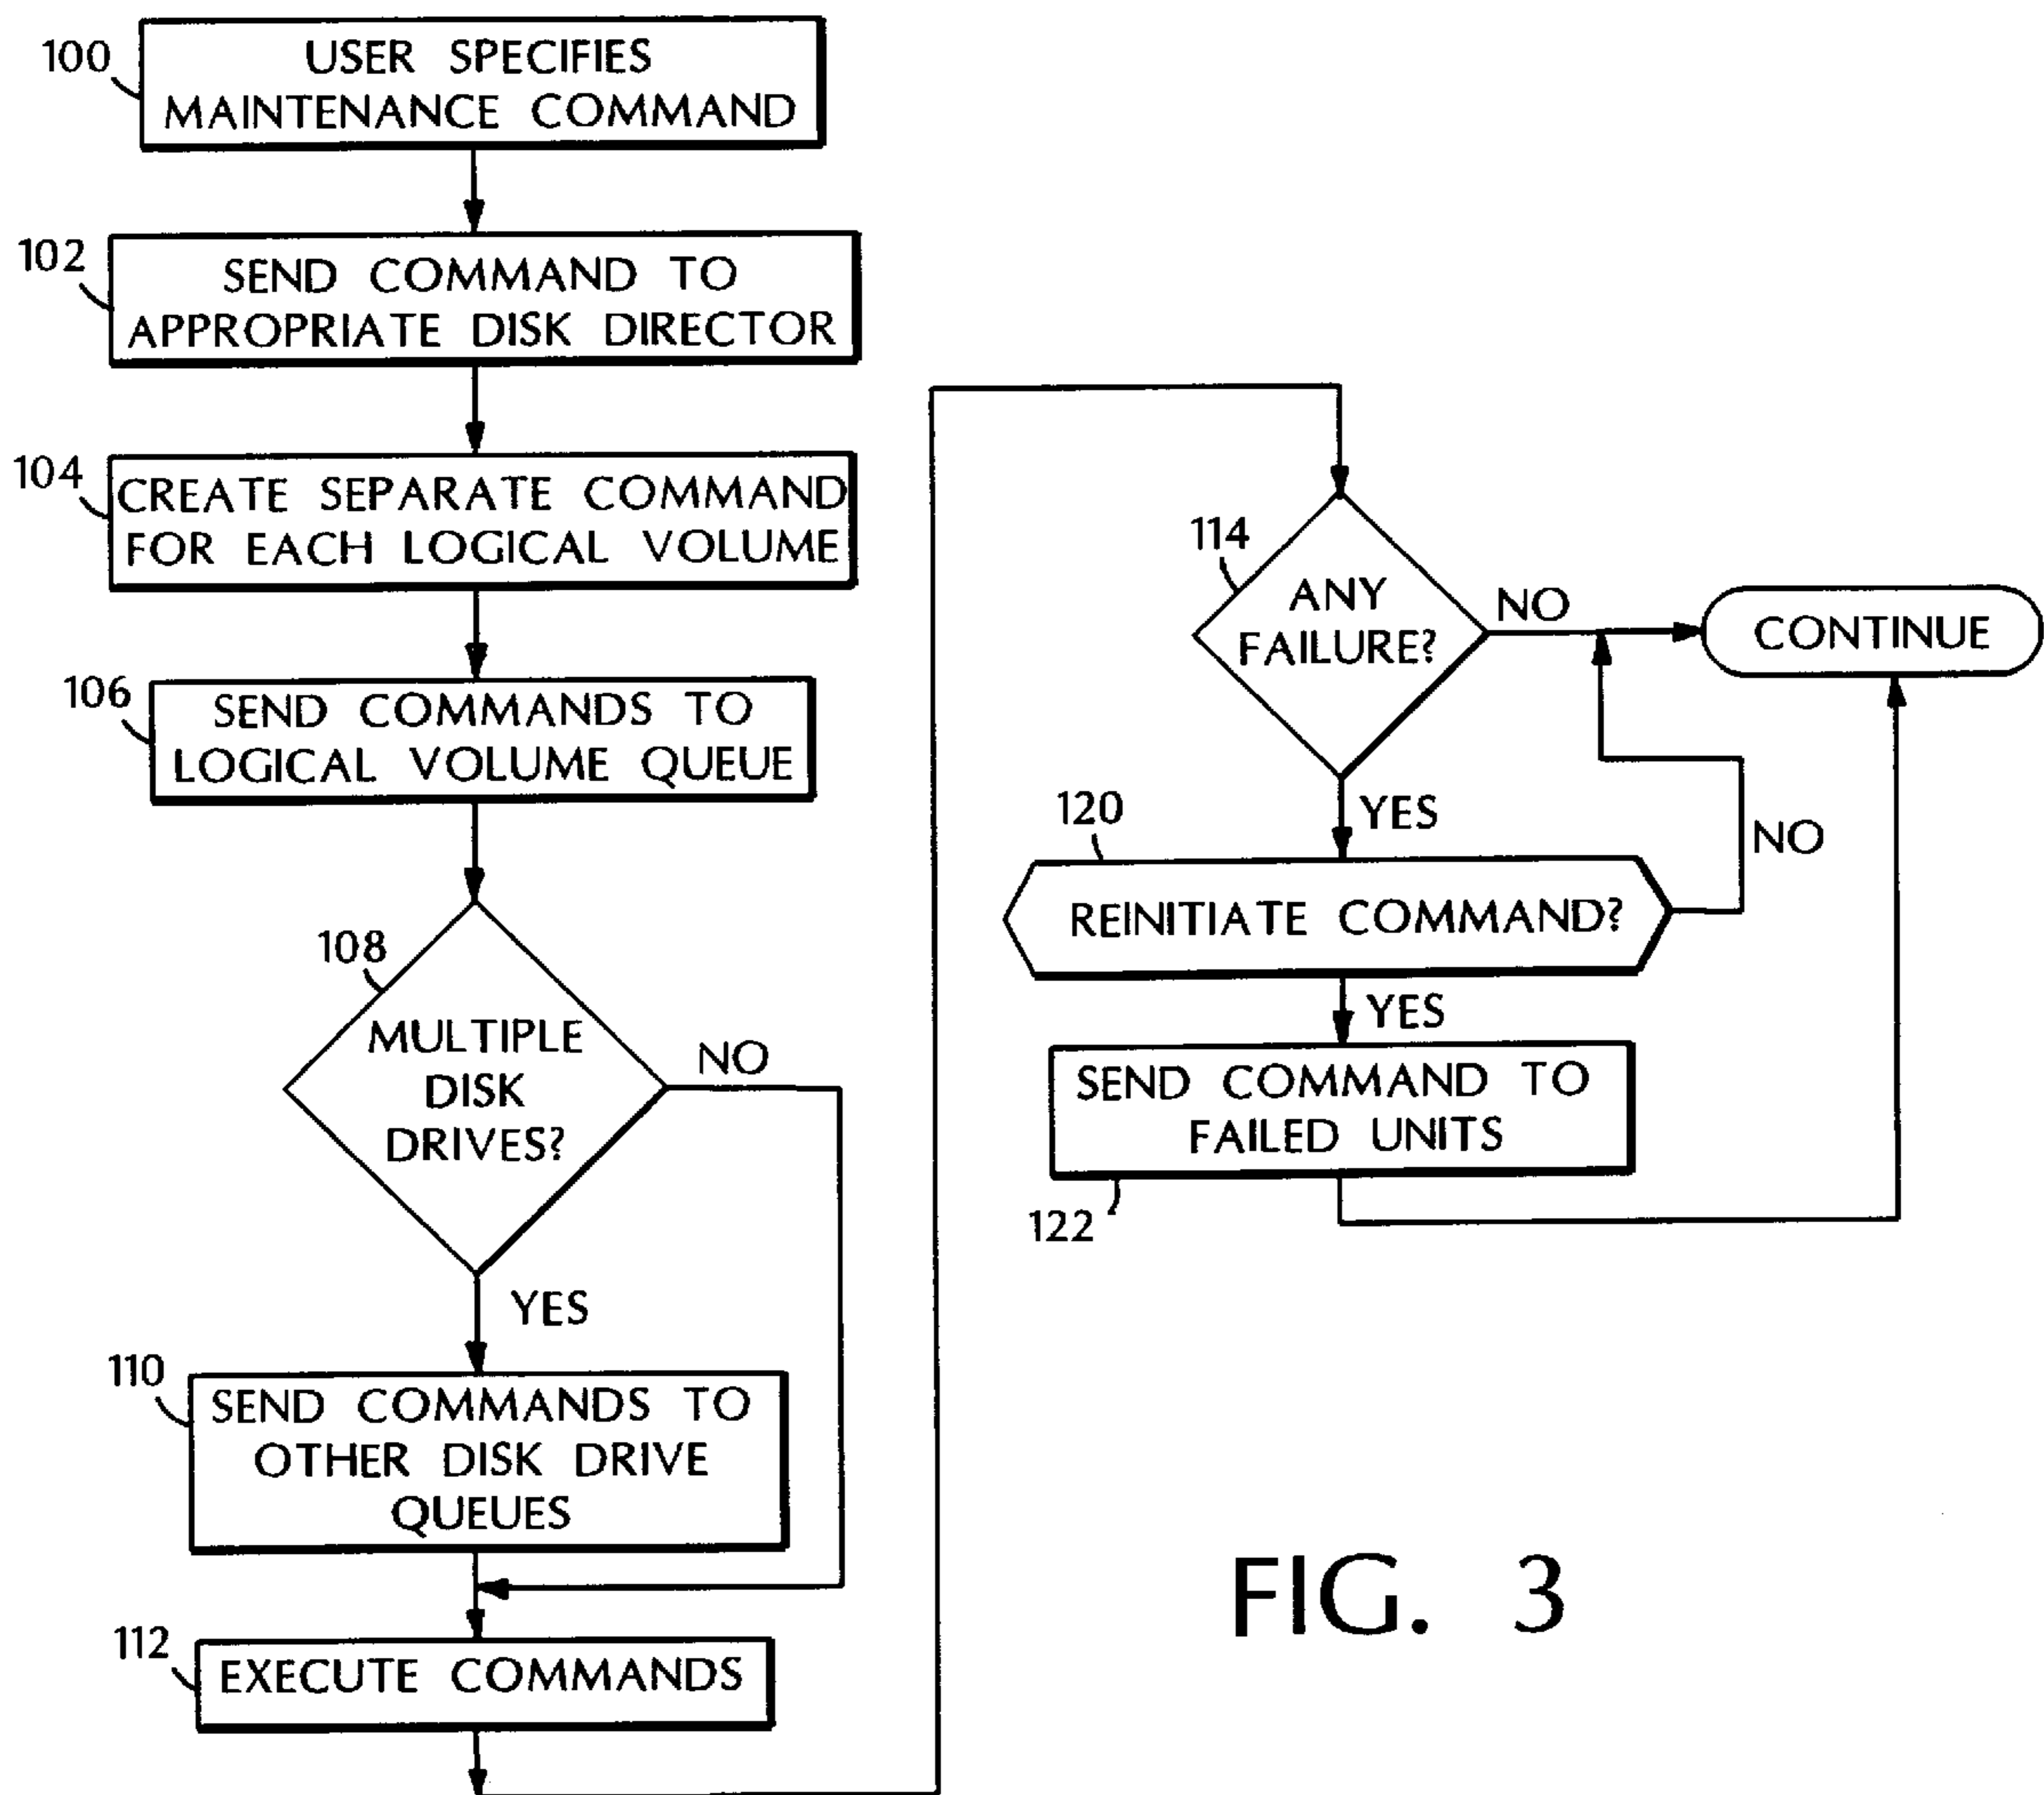 100
USER SPECIFIES
MAINTENANCE COMMAND
102
SEND COMMAND TO
APPROPRIATE DISK DIRECTOR
104
CREATE SEPARATE COMMAND
FOR EACH LOGICAL VOLUME
106
SEND COMMANDS TO
LOGICAL VOLUME QUEUE
108
MULTIPLE
DISK
DRIVES?
NO
YES
110
SEND COMMANDS TO
OTHER DISK DRIVE
QUEUES
112
EXECUTE COMMANDS
114
ANY
FAILURE?
NO
CONTINUE
YES
120
REINITIATE COMMAND?
NO
YES
SEND COMMAND TO
FAILED UNITS
122
FIG. 3